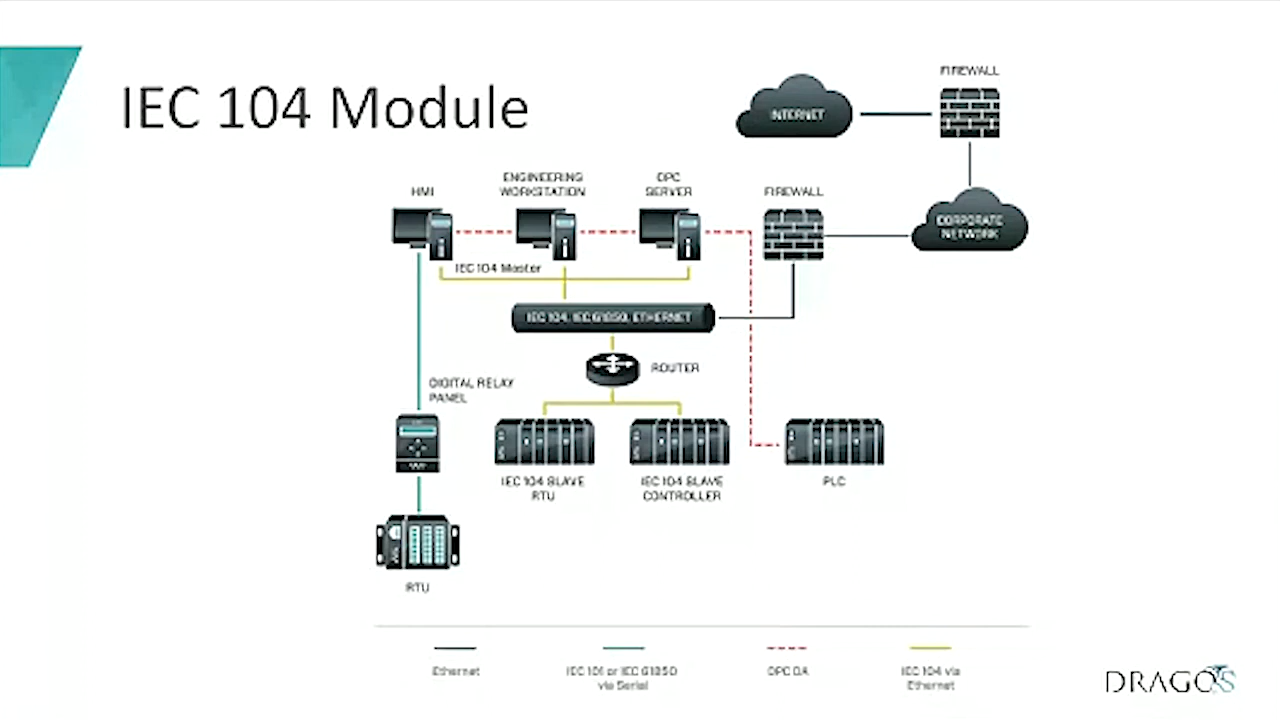 IEC 104 Module
FIREWALL
INTERNET
ENGINEERING
WORKSTATION
OPC
SERVER
HMI
FIREWALL
CORPORATE
NETWORK
IEC 104 Master
IEC 104, IEC 61850, ETHERNET
ROUTER
DIGITAL RELAY
PANEL
IEC 104 SLAVE
RTU
IEC 104 SLAVE
CONTROLLER
PLC
RTU
Ethernet
IEC 101 or IEC 61850
via Serial
OPC DA
IEC 104 via
Ethernet
DRAGOS